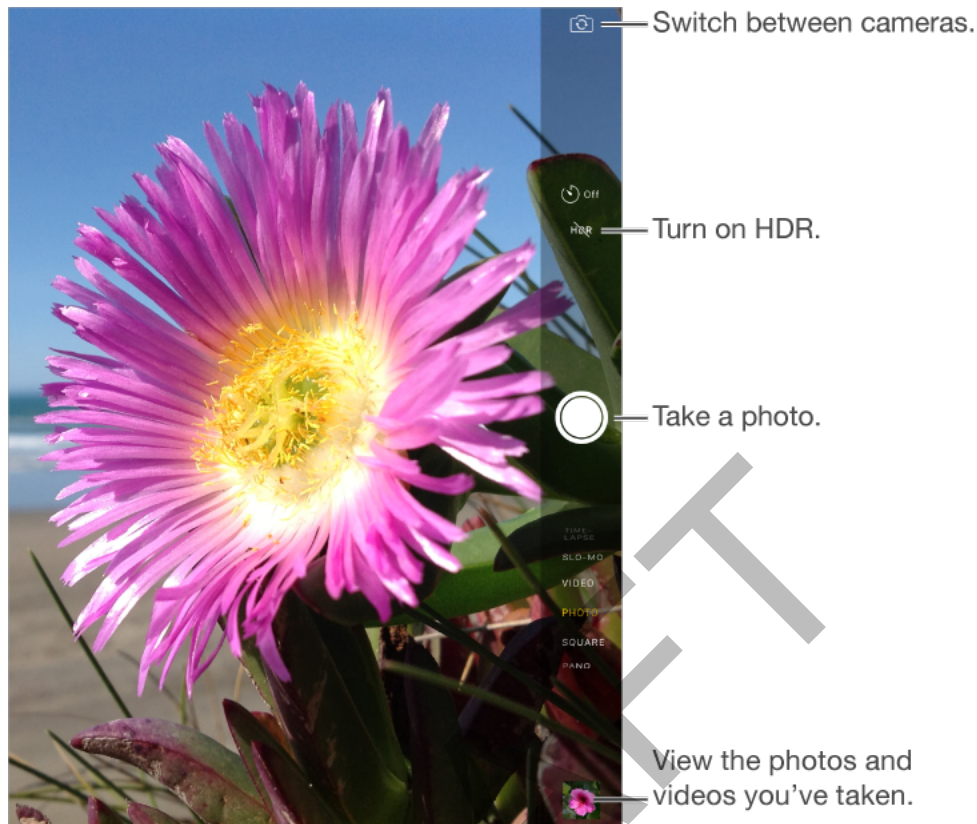 Switch between cameras.
Off
HDR
Turn on HDR.
Take a photo.
TIME-
LAPSE
SLO-MO
VIDEO
PHOTO
SQUARE
PANO
View the photos and
videos you've taken.
FT